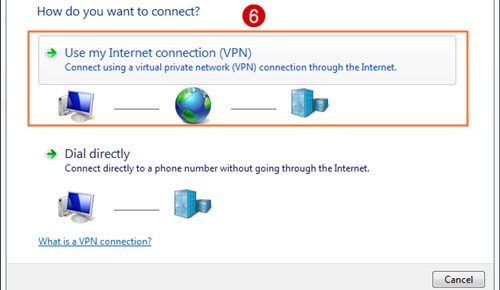 How do you want to connect?
6
Use my Internet connection (VPN)
Connect using a virtual private network (VPN) connection through the Internet.
Dial directly
Connect directly to a phone number without going through the Internet.
What is a VPN connection?
Cancel